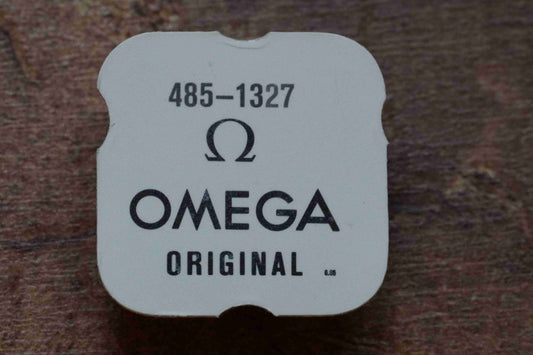 485-1327
Ω
OMEGA
ORIGINAL